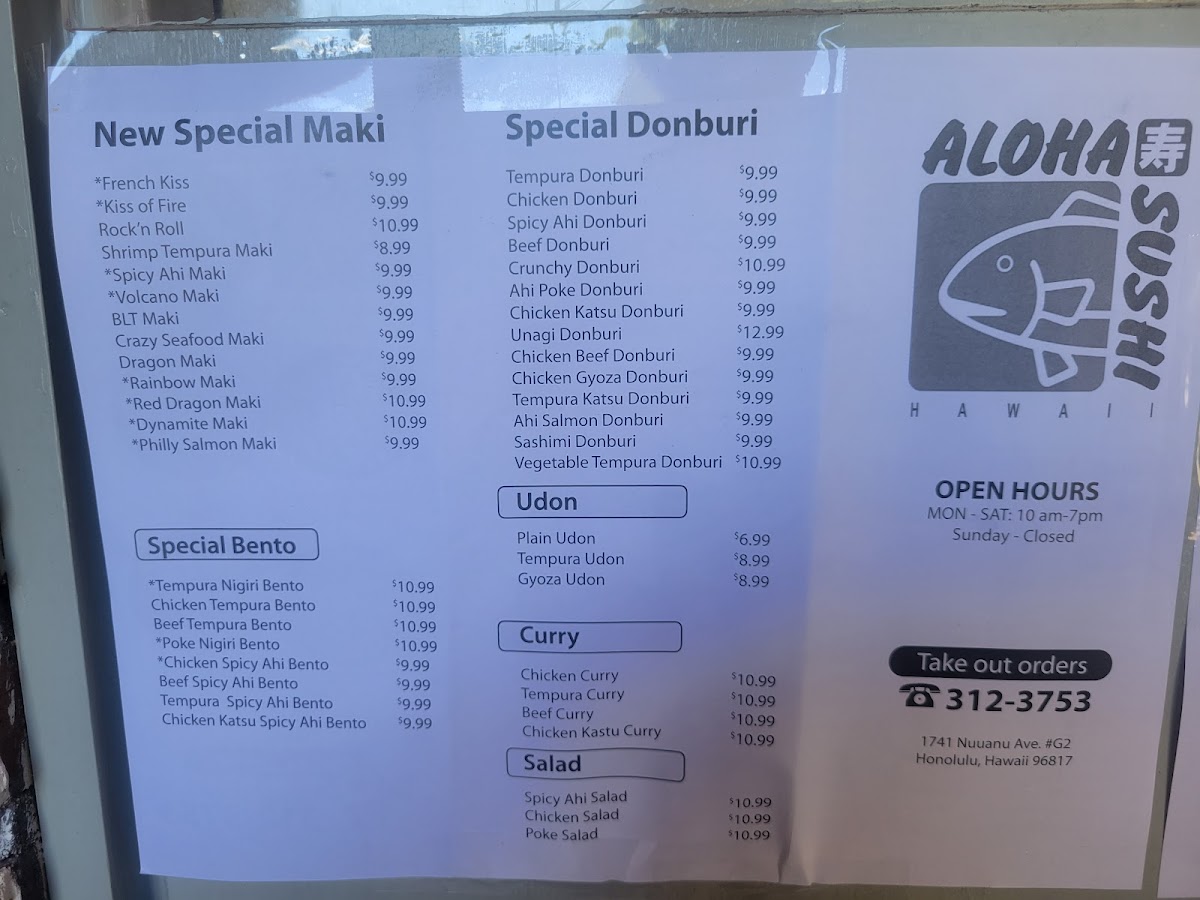 New Special Maki
*French Kiss $9.99
*Kiss of Fire $9.99
Rock'n Roll $10.99
Shrimp Tempura Maki $8.99
*Spicy Ahi Maki $9.99
*Volcano Maki $9.99
BLT Maki $9.99
Crazy Seafood Maki $9.99
Dragon Maki $9.99
*Rainbow Maki $9.99
*Red Dragon Maki $10.99
*Dynamite Maki $10.99
*Philly Salmon Maki $9.99
Special Bento
*Tempura Nigiri Bento $10.99
Chicken Tempura Bento $10.99
Beef Tempura Bento $10.99
*Poke Nigiri Bento $10.99
*Chicken Spicy Ahi Bento $9.99
Beef Spicy Ahi Bento $9.99
Tempura Spicy Ahi Bento $9.99
Chicken Katsu Spicy Ahi Bento $9.99
Special Donburi
Tempura Donburi $9.99
Chicken Donburi $9.99
Spicy Ahi Donburi $9.99
Beef Donburi $9.99
Crunchy Donburi $10.99
Ahi Poke Donburi $9.99
Chicken Katsu Donburi $9.99
Unagi Donburi $12.99
Chicken Beef Donburi $9.99
Chicken Gyoza Donburi $9.99
Tempura Katsu Donburi $9.99
Ahi Salmon Donburi $9.99
Sashimi Donburi $9.99
Vegetable Tempura Donburi $10.99
Udon
Plain Udon $6.99
Tempura Udon $8.99
Gyoza Udon $8.99
Curry
Chicken Curry $10.99
Tempura Curry $10.99
Beef Curry $10.99
Chicken Kastu Curry $10.99
Salad
Spicy Ahi Salad $10.99
Chicken Salad $10.99
Poke Salad $10.99
ALOHA 寿
SUSHI
HAWAII
OPEN HOURS
MON - SAT: 10 am-7pm
Sunday - Closed
Take out orders
☎ 312-3753
1741 Nuuanu Ave. #G2
Honolulu, Hawaii 96817